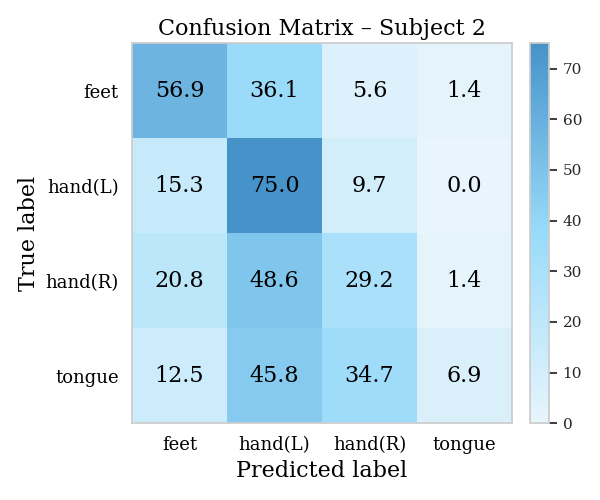 Confusion Matrix – Subject 2
True label
feet 56.9 36.1 5.6 1.4
hand(L) 15.3 75.0 9.7 0.0
hand(R) 20.8 48.6 29.2 1.4
tongue 12.5 45.8 34.7 6.9
feet hand(L) hand(R) tongue
Predicted label
70
60
50
40
30
20
10
0